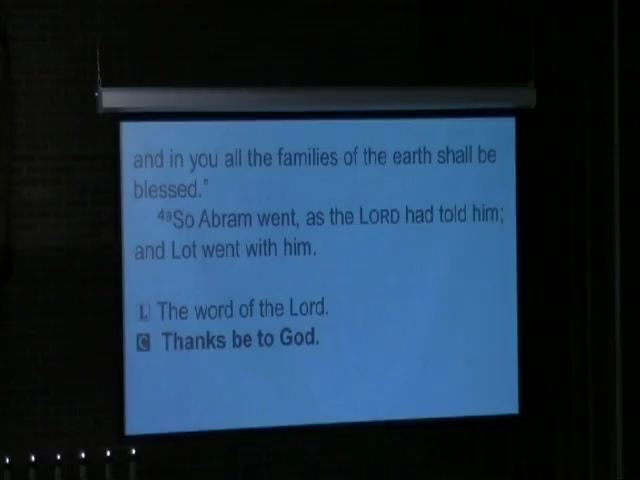 and in you all the families of the earth shall be
blessed."
4aSo Abram went, as the LORD had told him;
and Lot went with him.
L The word of the Lord.
C Thanks be to God.